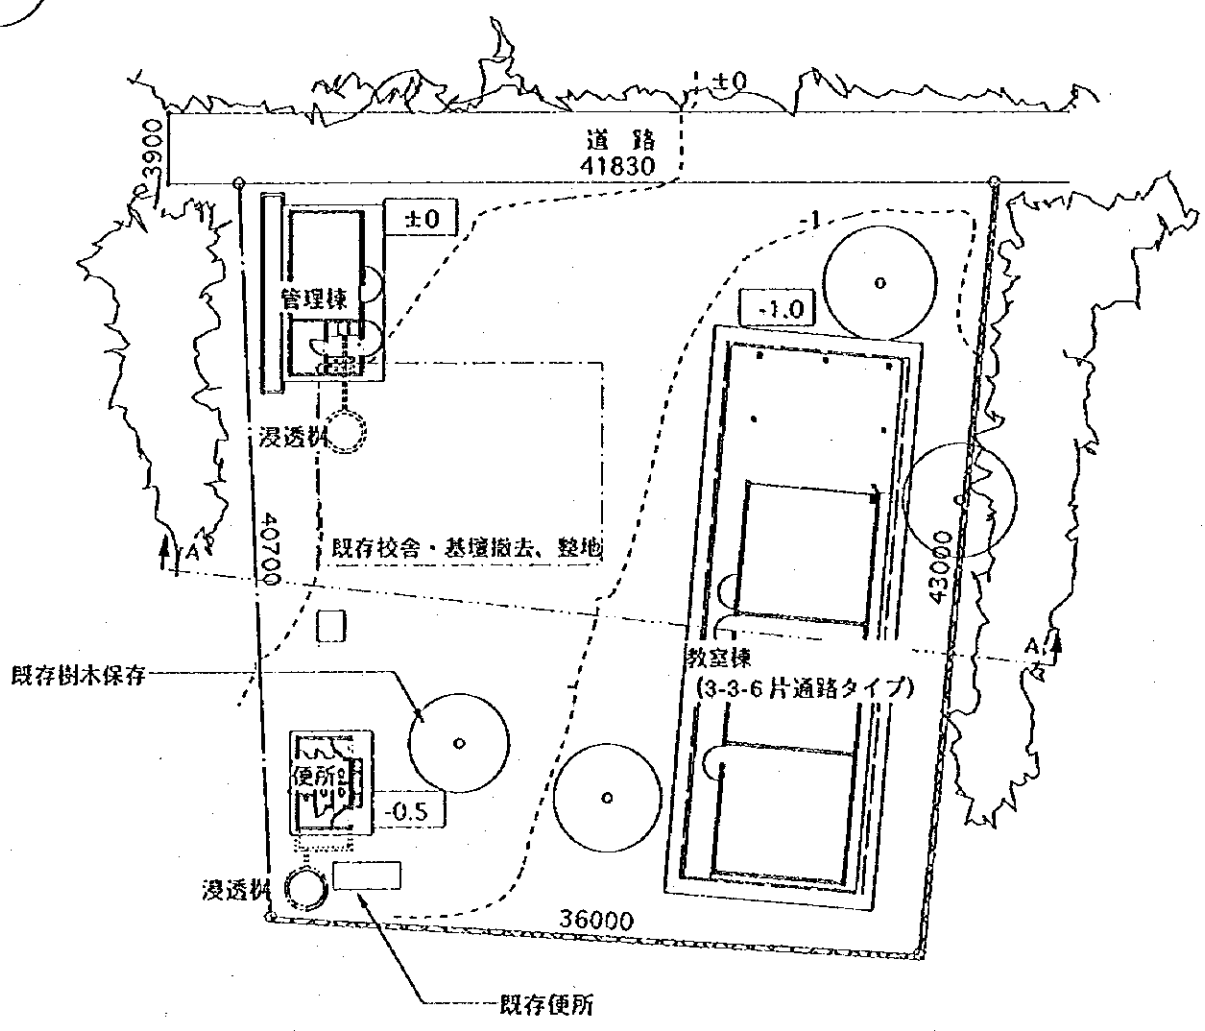 ±0
3900
道 路
41830
±0
-1
管理棟
-1.0
浸透桝
40700
既存校舎・基壇撤去、整地
A
43000
A
教室棟
(3-3-6 片通路タイプ)
既存樹木保存
便所
-0.5
浸透桝
36000
既存便所